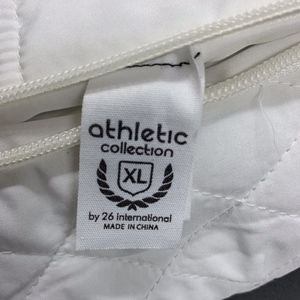 athletic
collection
XL
by 26 international
MADE IN CHINA